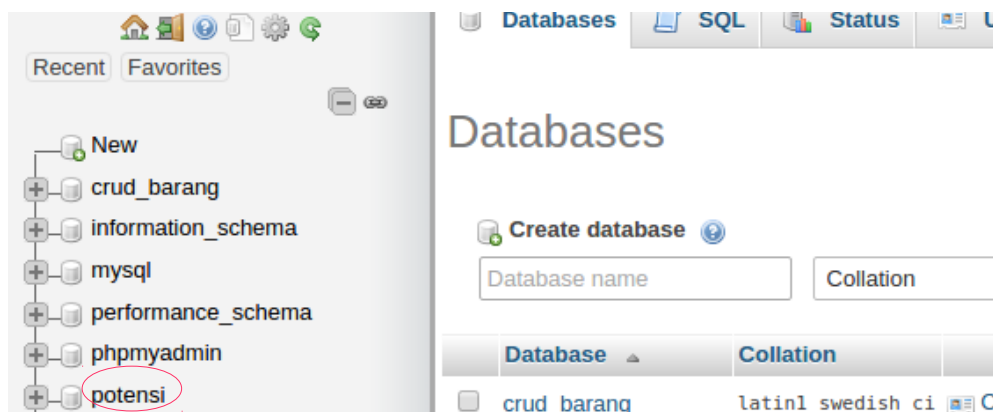 Recent Favorites
New
crud_barang
information_schema
mysql
performance_schema
phpmyadmin
potensi
Databases SQL Status
Databases
Create database
Database name Collation
Database Collation
crud_barang latin1_swedish_ci